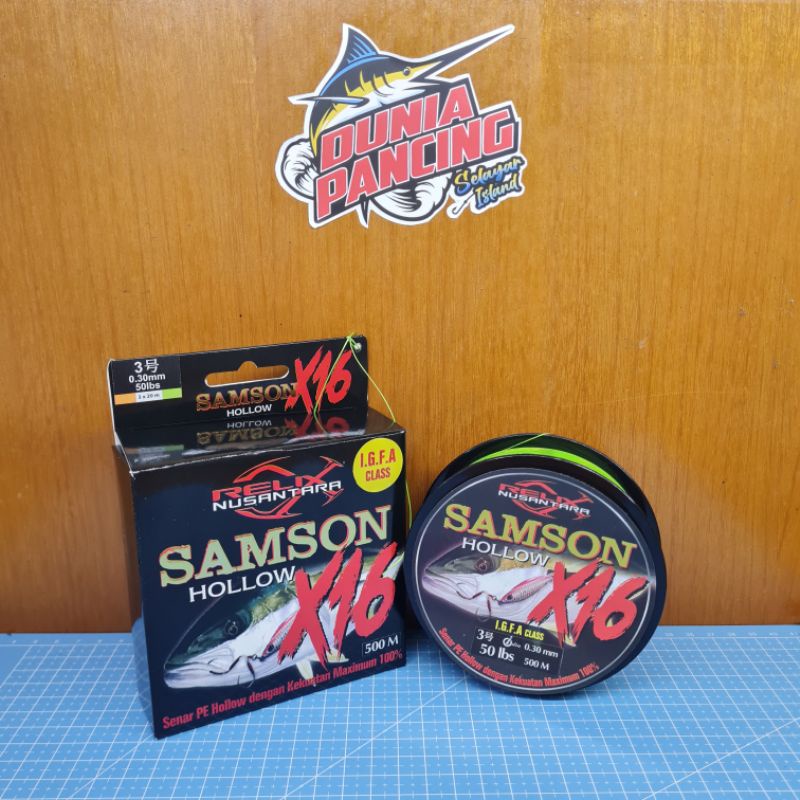 DUNIA
PANCING
Selayar
Island
3号
0.30mm
50lbs
SAMSON
HOLLOW
X16
I.G.F.A
CLASS
RELIX
NUSANTARA
SAMSON
HOLLOW
X16
500 M
Senar PE Hollow dengan Kekuatan Maximum 100%
RELIX
NUSANTARA
SAMSON
HOLLOW
X16
I.G.F.A CLASS
3号 0.30 mm
50 lbs 500 M
Senar PE Hollow dengan Kekuatan Maximum 100%